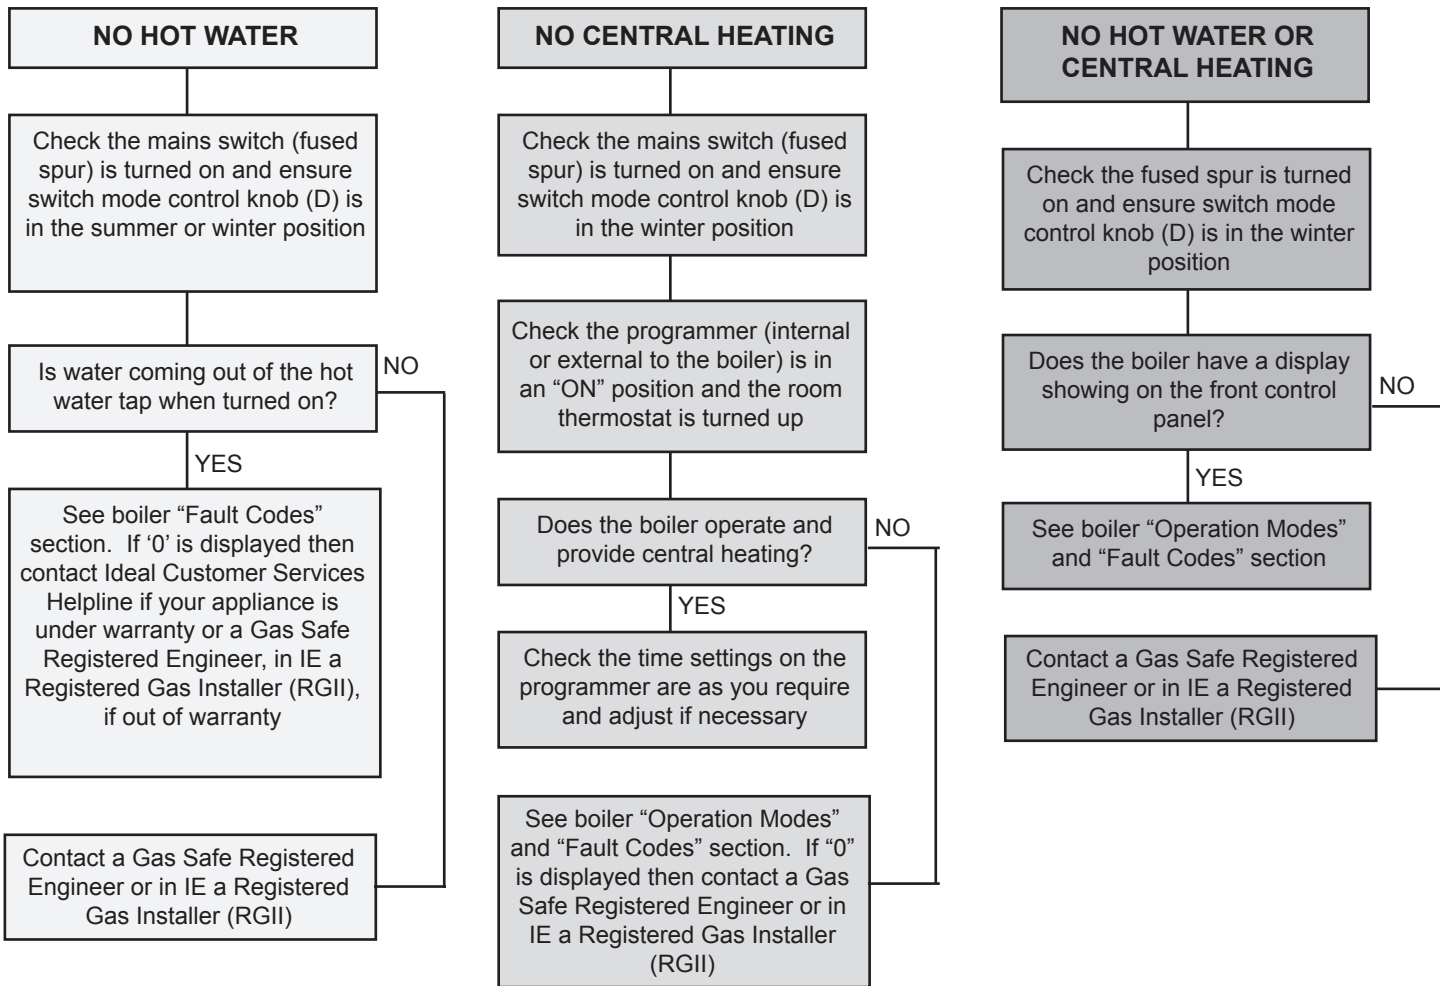 NO HOT WATER
Check the mains switch (fused
spur) is turned on and ensure
switch mode control knob (D) is
in the summer or winter position
Is water coming out of the hot
water tap when turned on?
NO
YES
See boiler “Fault Codes”
section. If ‘0’ is displayed then
contact Ideal Customer Services
Helpline if your appliance is
under warranty or a Gas Safe
Registered Engineer, in IE a
Registered Gas Installer (RGII),
if out of warranty
Contact a Gas Safe Registered
Engineer or in IE a Registered
Gas Installer (RGII)
NO CENTRAL HEATING
Check the mains switch (fused
spur) is turned on and ensure
switch mode control knob (D) is
in the winter position
Check the programmer (internal
or external to the boiler) is in
an “ON” position and the room
thermostat is turned up
Does the boiler operate and
provide central heating?
NO
YES
Check the time settings on the
programmer are as you require
and adjust if necessary
See boiler “Operation Modes”
and “Fault Codes” section. If “0”
is displayed then contact a Gas
Safe Registered Engineer or in
IE a Registered Gas Installer
(RGII)
NO HOT WATER OR
CENTRAL HEATING
Check the fused spur is turned
on and ensure switch mode
control knob (D) is in the winter
position
Does the boiler have a display
showing on the front control
panel?
NO
YES
See boiler “Operation Modes”
and “Fault Codes” section
Contact a Gas Safe Registered
Engineer or in IE a Registered
Gas Installer (RGII)